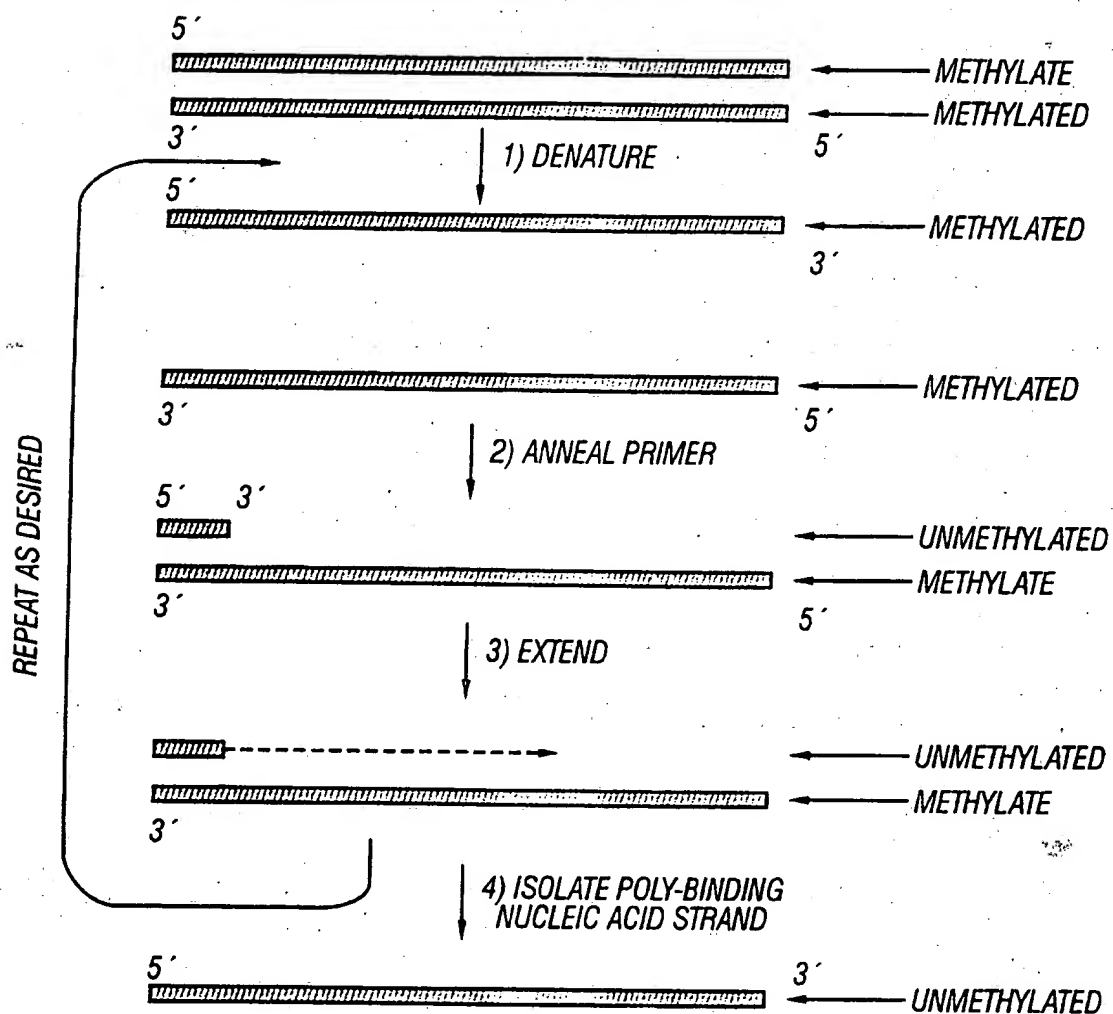 5´
METHYLATE
METHYLATED
3´
5´
1) DENATURE
5´
METHYLATED
3´
METHYLATED
3´
5´
2) ANNEAL PRIMER
REPEAT AS DESIRED
5´ 3´
UNMETHYLATED
METHYLATE
3´
5´
3) EXTEND
UNMETHYLATED
METHYLATE
3´
4) ISOLATE POLY-BINDING
NUCLEIC ACID STRAND
5´
3´
UNMETHYLATED